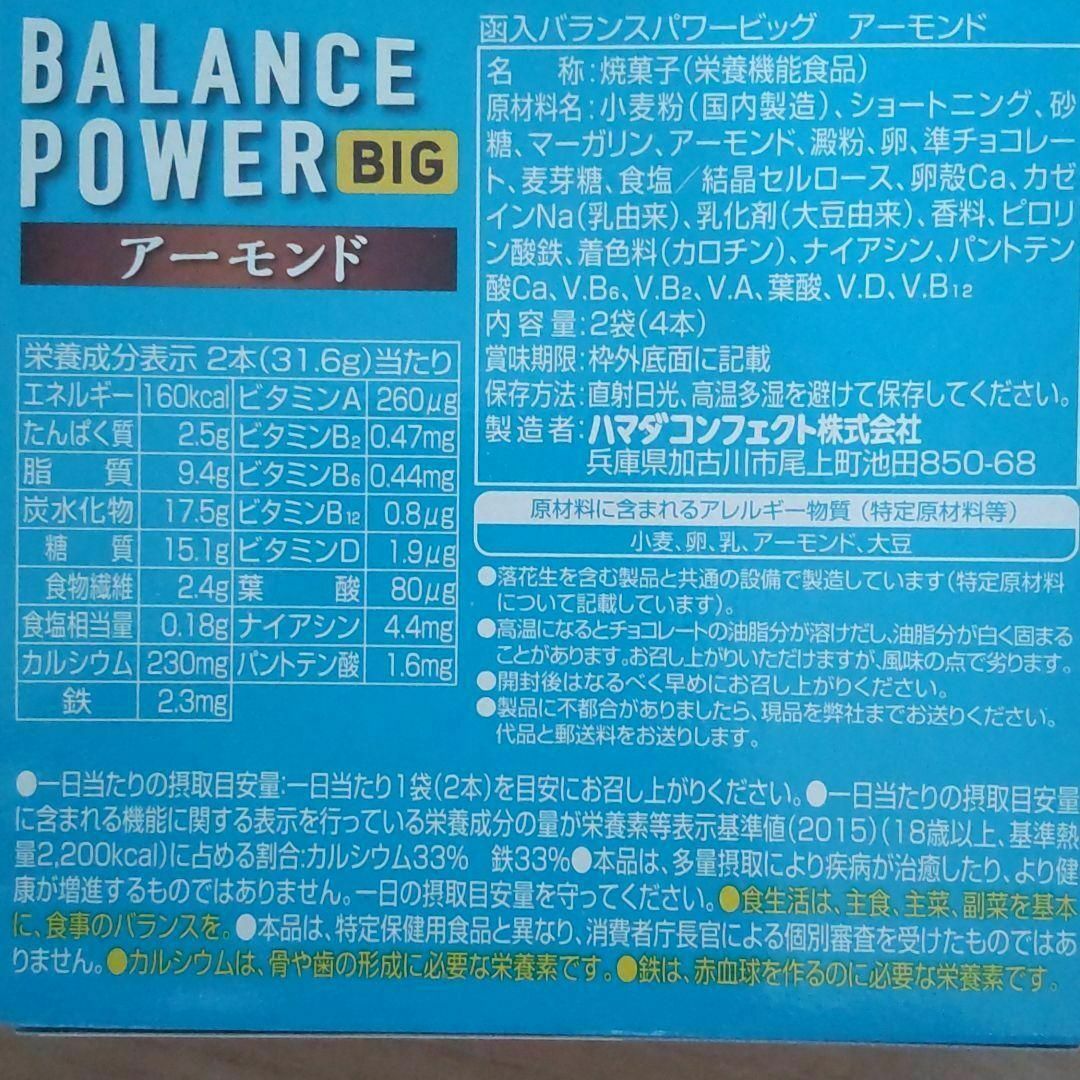 BALANCE
POWER BIG
アーモンド
栄養成分表示 2本(31.6g)当たり
エネルギー 160kcal ビタミンA 260μg
たんぱく質 2.5g ビタミンB2 0.47mg
脂質 9.4g ビタミンB6 0.44mg
炭水化物 17.5g ビタミンB12 0.8μg
糖質 15.1g ビタミンD 1.9μg
食物繊維 2.4g 葉酸 80μg
食塩相当量 0.18g ナイアシン 4.4mg
カルシウム 230mg パントテン酸 1.6mg
鉄 2.3mg
函入バランスパワービッグ アーモンド
名称:焼菓子(栄養機能食品)
原材料名:小麦粉(国内製造)、ショートニング、砂
糖、マーガリン、アーモンド、澱粉、卵、準チョコレー
ト、麦芽糖、食塩/結晶セルロース、卵殻Ca、カゼ
インNa(乳由来)、乳化剤(大豆由来)、香料、ピロリ
ン酸鉄、着色料(カロチン)、ナイアシン、パントテン
酸Ca、V.B6、V.B2、V.A、葉酸、V.D、V.B12
内容量:2袋(4本)
賞味期限:枠外底面に記載
保存方法:直射日光、高温多湿を避けて保存してください。
製造者:ハマダコンフェクト株式会社
兵庫県加古川市尾上町池田850-68
原材料に含まれるアレルギー物質(特定原材料等)
小麦、卵、乳、アーモンド、大豆
●落花生を含む製品と共通の設備で製造しています(特定原材料
について記載しています)。
●高温になるとチョコレートの油脂分が溶けだし、油脂分が白く固まる
ことがあります。お召し上がりいただけますが、風味の点で劣ります。
●開封後はなるべく早めにお召し上がりください。
●製品に不都合がありましたら、現品を弊社までお送りください。
代品と郵送料をお送りします。
●一日当たりの摂取目安量:一日当たり1袋(2本)を目安にお召し上がりください。●一日当たりの摂取目安量
に含まれる機能に関する表示を行っている栄養成分の量が栄養素等表示基準値(2015)(18歳以上、基準熱
量2,200kcal)に占める割合:カルシウム33% 鉄33%●本品は、多量摂取により疾病が治癒したり、より健
康が増進するものではありません。一日の摂取目安量を守ってください。●食生活は、主食、主菜、副菜を基本
に、食事のバランスを。●本品は、特定保健用食品と異なり、消費者庁長官による個別審査を受けたものではあ
りません。●カルシウムは、骨や歯の形成に必要な栄養素です。●鉄は、赤血球を作るのに必要な栄養素です。